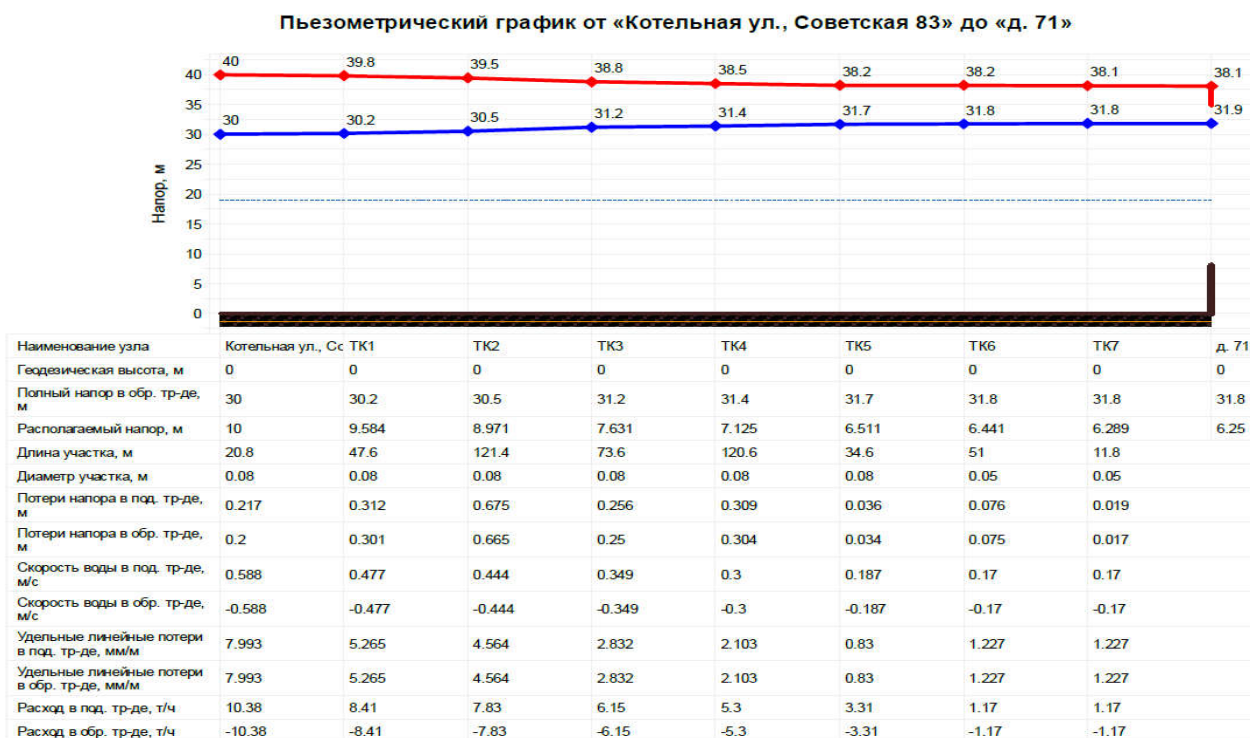 Пьезометрический график от «Котельная ул., Советская 83» до «д. 71»
40 39.8 39.5 38.8 38.5 38.2 38.2 38.1 38.1
30 30.2 30.5 31.2 31.4 31.7 31.8 31.8 31.9
Напор, м
40
35
30
25
20
15
10
5
0
Наименование узла Котельная ул., Сс ТК1 ТК2 ТК3 ТК4 ТК5 ТК6 ТК7 д. 71
Геодезическая высота, м 0 0 0 0 0 0 0 0 0
Полный напор в обр. тр-де, м 30 30.2 30.5 31.2 31.4 31.7 31.8 31.8 31.8
Располагаемый напор, м 10 9.584 8.971 7.631 7.125 6.511 6.441 6.289 6.25
Длина участка, м 20.8 47.6 121.4 73.6 120.6 34.6 51 11.8
Диаметр участка, м 0.08 0.08 0.08 0.08 0.08 0.08 0.05 0.05
Потери напора в под. тр-де, м 0.217 0.312 0.675 0.256 0.309 0.036 0.076 0.019
Потери напора в обр. тр-де, м 0.2 0.301 0.665 0.25 0.304 0.034 0.075 0.017
Скорость воды в под. тр-де, м/с 0.588 0.477 0.444 0.349 0.3 0.187 0.17 0.17
Скорость воды в обр. тр-де, м/с -0.588 -0.477 -0.444 -0.349 -0.3 -0.187 -0.17 -0.17
Удельные линейные потери в под. тр-де, мм/м 7.993 5.265 4.564 2.832 2.103 0.83 1.227 1.227
Удельные линейные потери в обр. тр-де, мм/м 7.993 5.265 4.564 2.832 2.103 0.83 1.227 1.227
Расход в под. тр-де, т/ч 10.38 8.41 7.83 6.15 5.3 3.31 1.17 1.17
Расход в обр. тр-де, т/ч -10.38 -8.41 -7.83 -6.15 -5.3 -3.31 -1.17 -1.17